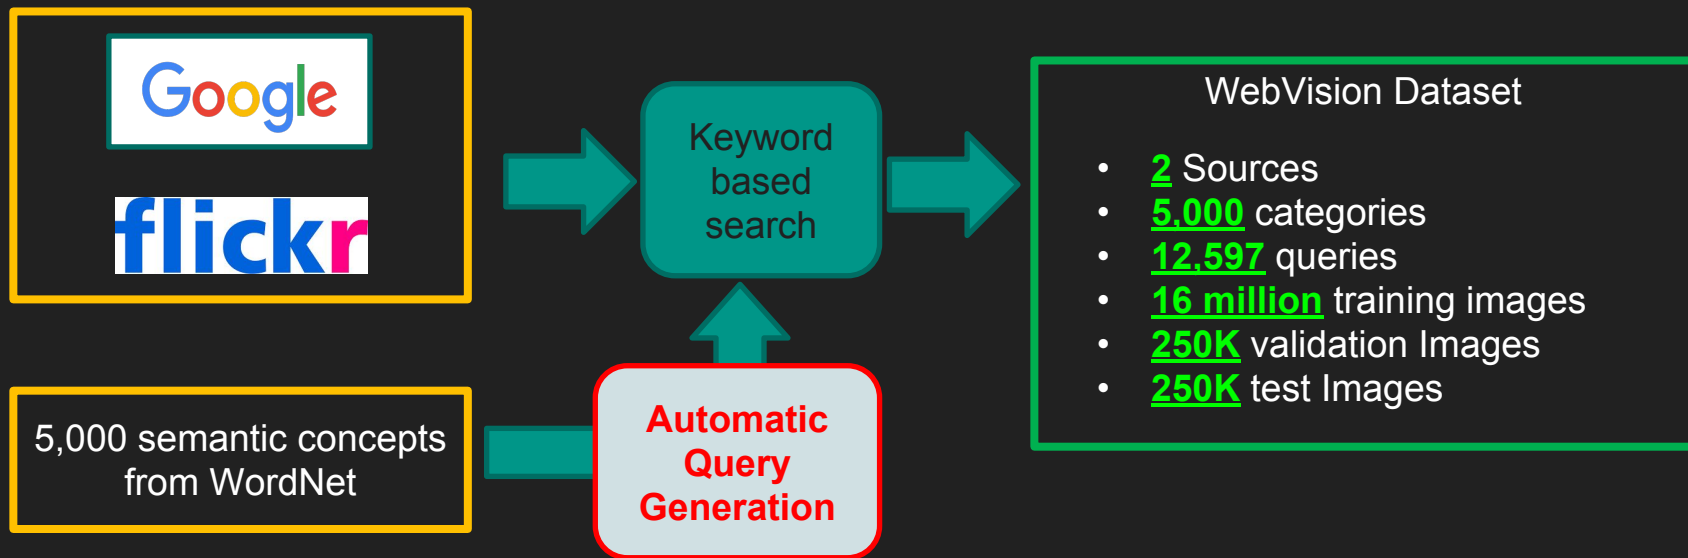 Google
flickr
5,000 semantic concepts
from WordNet
Keyword
based
search
Automatic
Query
Generation
WebVision Dataset
• 2 Sources
• 5,000 categories
• 12,597 queries
• 16 million training images
• 250K validation Images
• 250K test Images